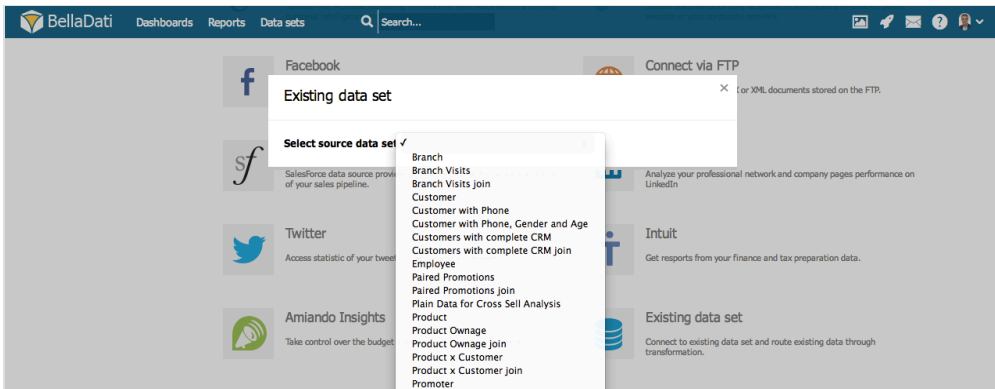 BellaDati
Dashboards Reports Data sets
Search...
Facebook
Connect via FTP
or XML documents stored on the FTP.
Existing data set
×
Select source data set
✓
Branch
Branch Visits
Branch Visits join
Customer
Customer with Phone
Customer with Phone, Gender and Age
Customers with complete CRM
Customers with complete CRM join
Employee
Paired Promotions
Paired Promotions join
Plain Data for Cross Sell Analysis
Product
Product Ownage
Product Ownage join
Product x Customer
Product x Customer join
Promoter
sf
SalesForce data source provi
of your sales pipeline.
Analyze your professional network and company pages performance on
LinkedIn
Twitter
Access statistic of your twee
Intuit
Get resports from your finance and tax preparation data.
Amiando Insights
Take control over the budget
Existing data set
Connect to existing data set and route existing data through
transformation.